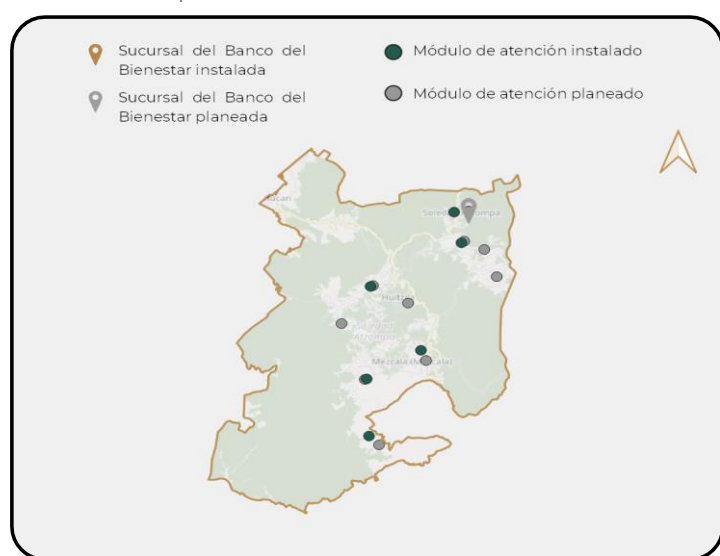 Sucursal del Banco del
Bienestar instalada
Sucursal del Banco del
Bienestar planeada
Módulo de atención instalado
Módulo de atención planeado